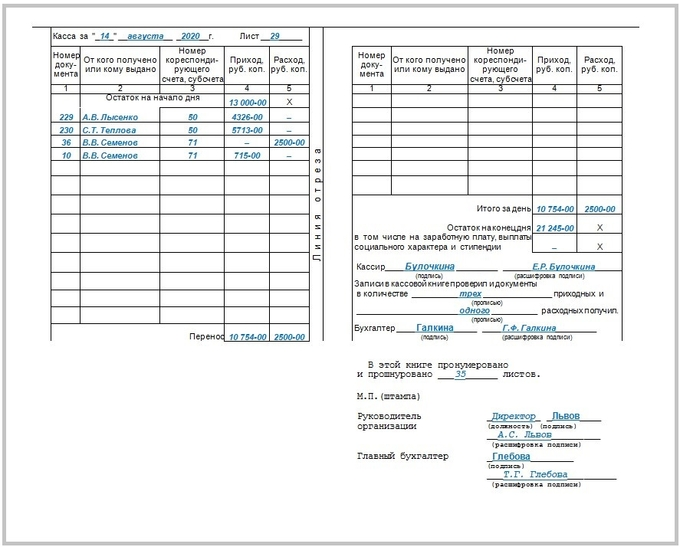 Касса за "_14_"__августа__ _2020_г. Лист__29__
Номер доку- мента От кого получено или кому выдано Номер кореспонди- рующего счета, субсчета Приход, руб. коп. Расход, руб. коп.
1 2 3 4 5
Остаток на начало дня 13 000-00 X
229 А.В. Лысенко 50 4326-00 –
230 С.Т. Теплова 50 5713-00 –
36 В.В. Семенов 71 – 2500-00
10 В.В. Семенов 71 715-00 –
Перенос 10 754-00 2500-00
Линия отреза
Номер доку- мента От кого получено или кому выдано Номер кореспонди- рующего счета, субсчета Приход, руб. коп. Расход, руб. коп.
1 2 3 4 5
Итого за день 10 754-00 2500-00
Остаток на конец дня 21 245-00 X
в том числе на заработную плату, выплаты
социального характера и стипендии – X
Кассир Булочкина Е.Р. Булочкина
(подпись) (расшифровка подписи)
Записи в кассовой книге проверил и документы
в количестве трех приходных и
(прописью)
одного расходных получил.
(прописью)
Бухгалтер Галкина Г.Ф. Галкина
(подпись) (расшифровка подписи)
В этой книге пронумеровано
и прошнуровано ___35____ листов.
М.П.(штампа)
Руководитель Директор Львов
организации (должность) (подпись)
А.С. Львов
(расшифровка подписи)
Главный бухгалтер Глебова
(подпись)
Т.Г. Глебова
(расшифровка подписи)